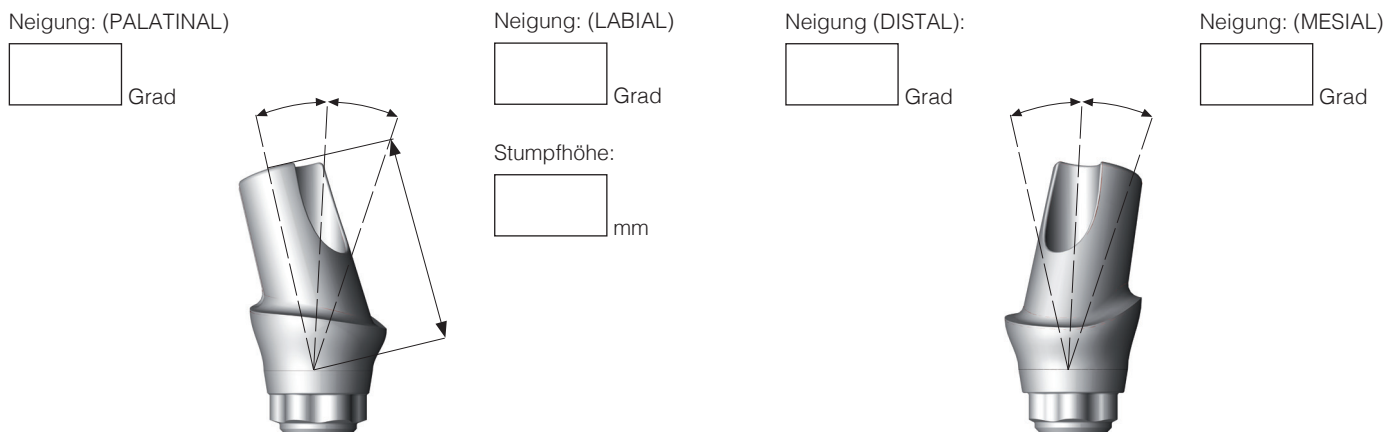 Neigung: (PALATINAL)
Grad
Neigung: (LABIAL)
Grad
Stumpfhöhe:
mm
Neigung (DISTAL):
Grad
Neigung: (MESIAL)
Grad